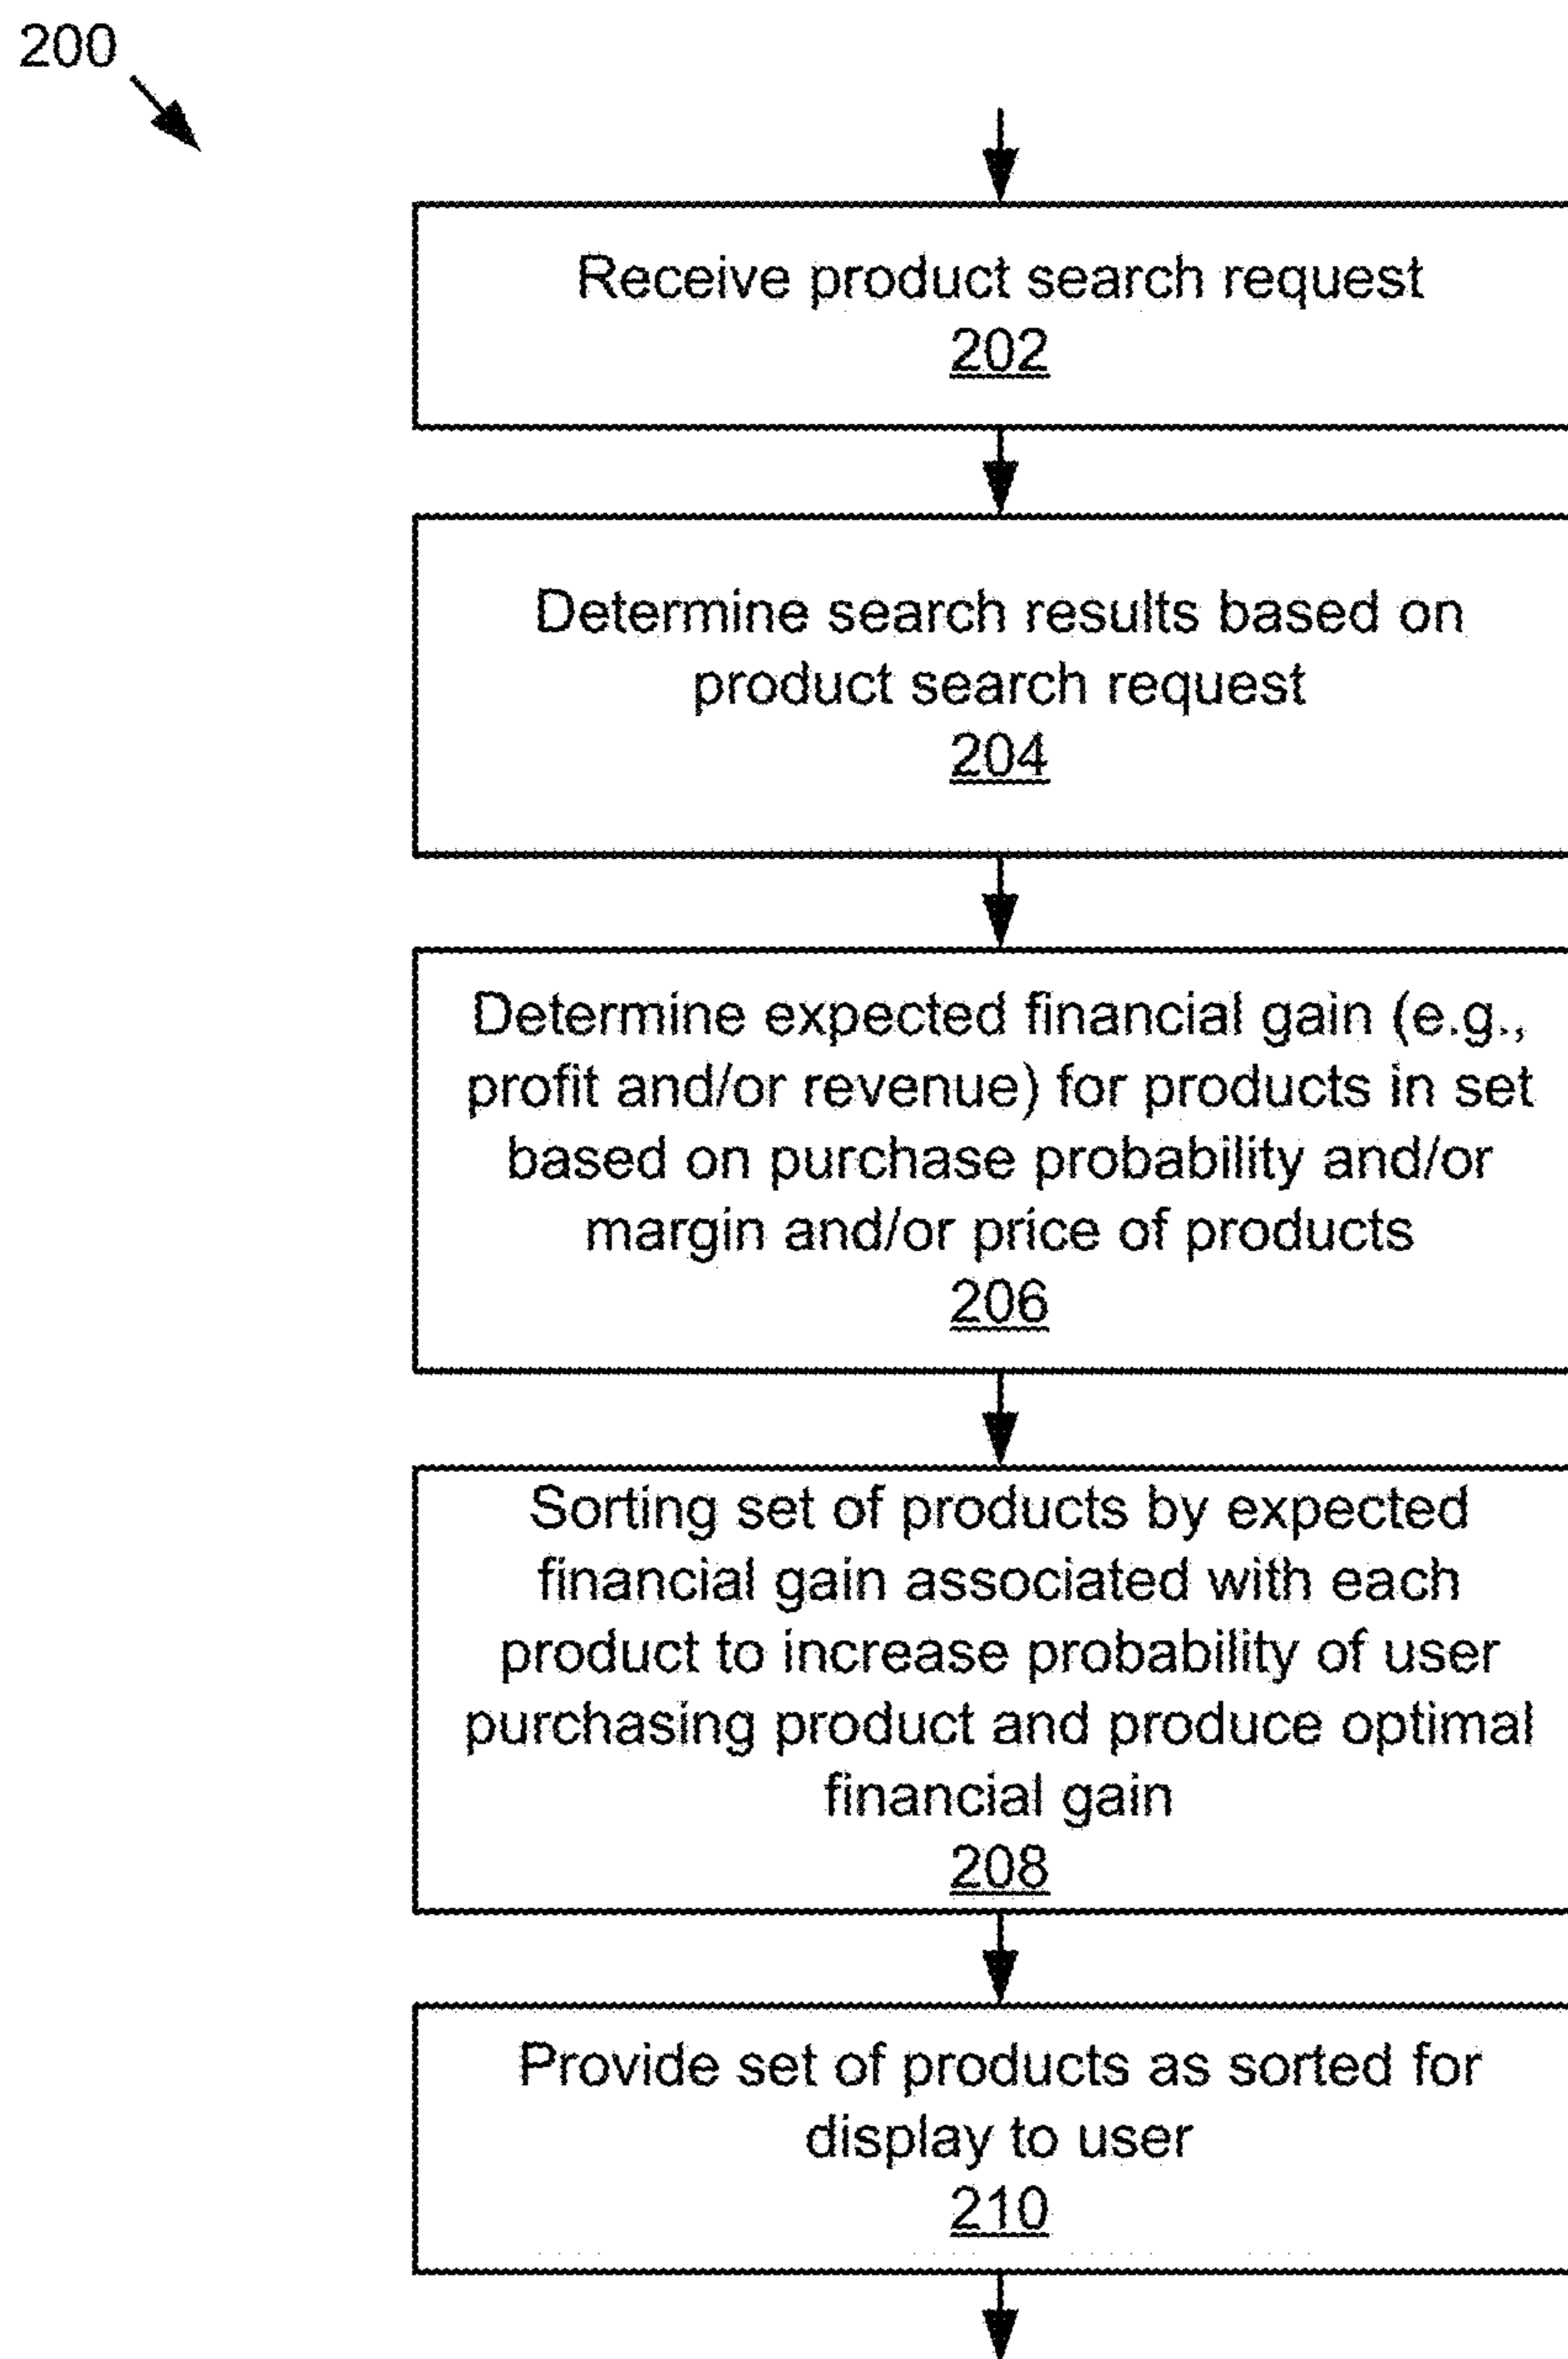 200
Receive product search request
202
Determine search results based on
product search request
204
Determine expected financial gain (e.g.,
profit and/or revenue) for products in set
based on purchase probability and/or
margin and/or price of products
206
Sorting set of products by expected
financial gain associated with each
product to increase probability of user
purchasing product and produce optimal
financial gain
208
Provide set of products as sorted for
display to user
210